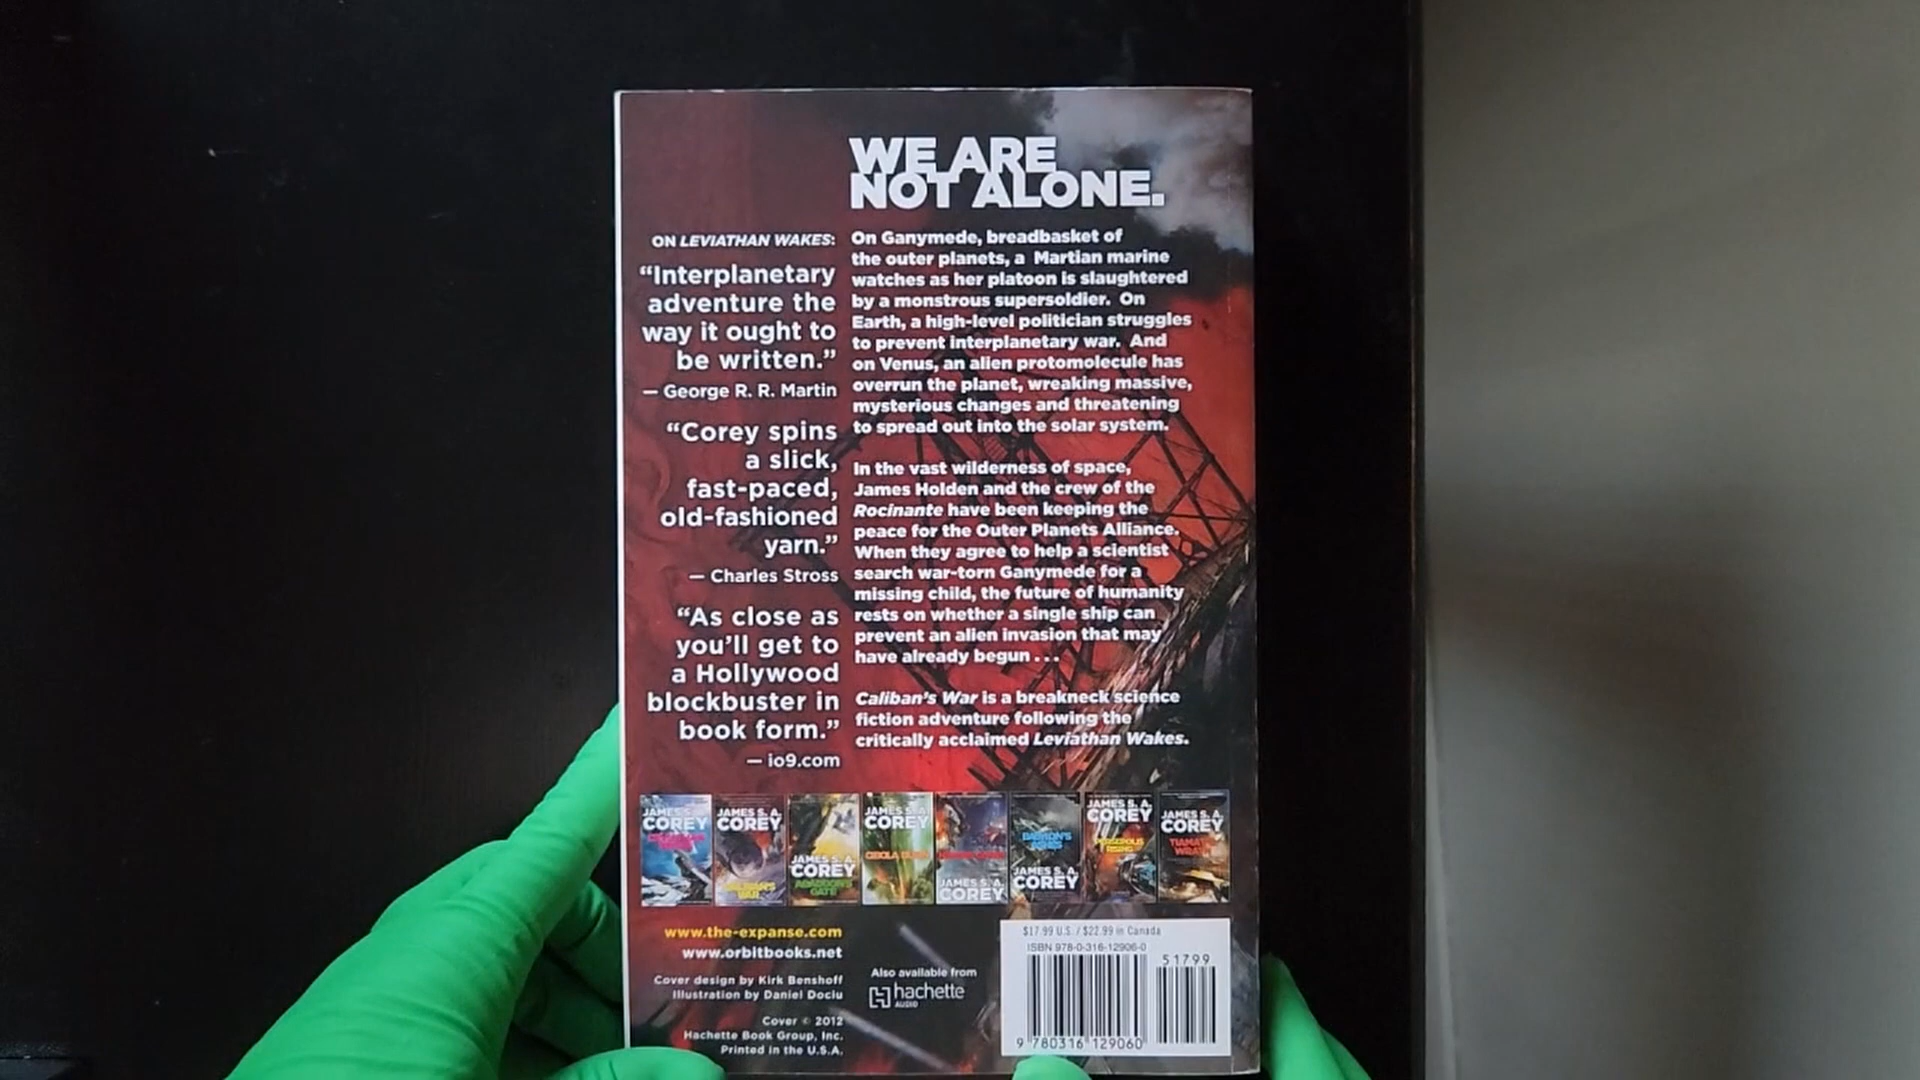 WE ARE
NOT ALONE.
ON LEVIATHAN WAKES:
“Interplanetary
adventure the
way it ought to
be written.”
— George R. R. Martin
“Corey spins
a slick,
fast-paced,
old-fashioned
yarn.”
— Charles Stross
“As close as
you’ll get to
a Hollywood
blockbuster in
book form.”
— io9.com
On Ganymede, breadbasket of
the outer planets, a Martian marine
watches as her platoon is slaughtered
by a monstrous supersoldier. On
Earth, a high-level politician struggles
to prevent interplanetary war. And
on Venus, an alien protomolecule has
overrun the planet, wreaking massive,
mysterious changes and threatening
to spread out into the solar system.
In the vast wilderness of space,
James Holden and the crew of the
Rocinante have been keeping the
peace for the Outer Planets Alliance.
When they agree to help a scientist
search war-torn Ganymede for a
missing child, the future of humanity
rests on whether a single ship can
prevent an alien invasion that may
have already begun . . .
Caliban’s War is a breakneck science
fiction adventure following the
critically acclaimed Leviathan Wakes.
JAMES S. A.
COREY
JAMES S. A.
COREY
CALIBAN'S
WAR
JAMES S. A.
COREY
ABADDON'S
GATE
JAMES S. A.
COREY
CIBOLA BURN
JAMES S. A.
COREY
BABYLON'S
ASHES
JAMES S. A.
COREY
JAMES S. A.
COREY
PERSEPOLIS
RISING
JAMES S. A.
COREY
TIAMAT'S
WRATH
www.the-expanse.com
www.orbitbooks.net
Cover design by Kirk Benshoff
Illustration by Daniel Dociu
Cover © 2012
Hachette Book Group, Inc.
Printed in the U.S.A.
Also available from
hachette
AUDIO
$17.99 U.S. / $22.99 in Canada
ISBN 978-0-316-12906-0
51799
9 780316 129060